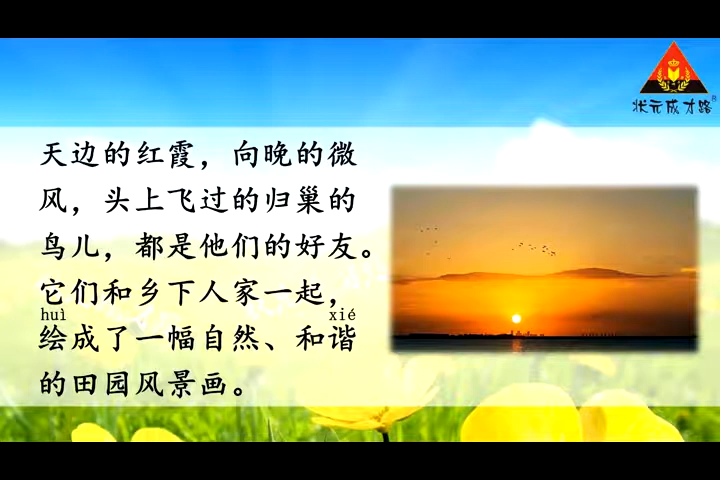 状元成才路
天边的红霞，向晚的微
风，头上飞过的归巢的
鸟儿，都是他们的好友。
它们和乡下人家一起，
huì xié
绘成了一幅自然、和谐
的田园风景画。